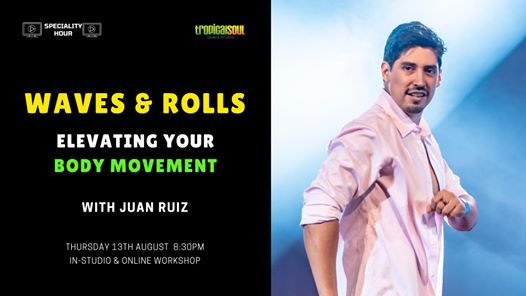 SPECIALITY
HOUR
tropicalsoul
DANCE STUDIO
WAVES & ROLLS
ELEVATING YOUR
BODY MOVEMENT
WITH JUAN RUIZ
THURSDAY 13TH AUGUST 8:30PM
IN-STUDIO & ONLINE WORKSHOP